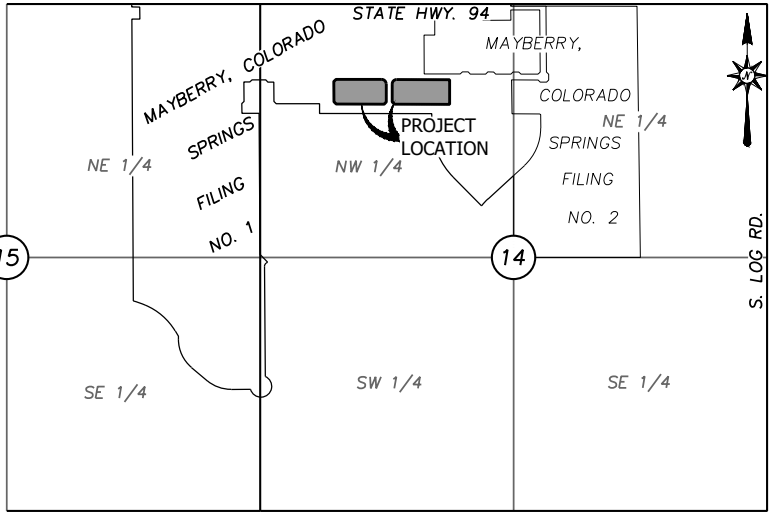 STATE HWY. 94
MAYBERRY, COLORADO
SPRINGS
FILING
NO. 1
MAYBERRY,
COLORADO
SPRINGS
FILING
NO. 2
N
PROJECT
LOCATION
NE 1/4
NW 1/4
NE 1/4
15
14
S. LOG RD.
SE 1/4
SW 1/4
SE 1/4